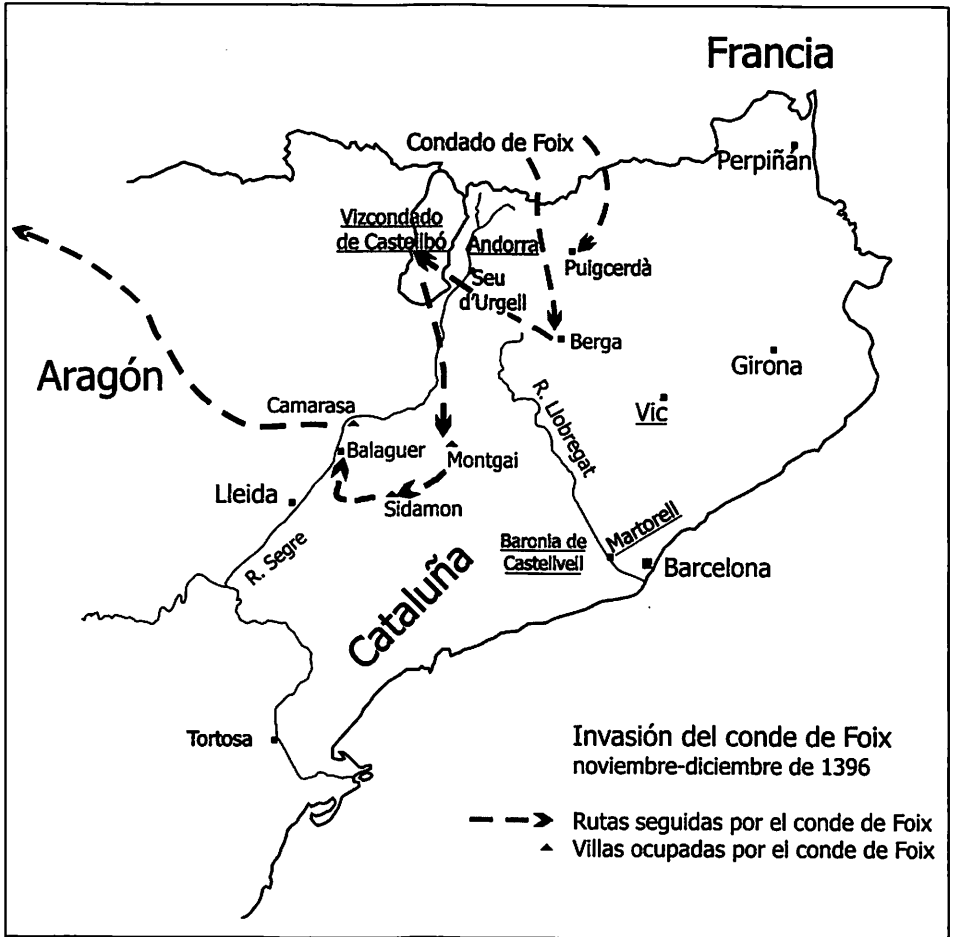 Francia
Condado de Foix
Perpiñán
Vizcondado
de Castellbó
Andorra
Puigcerdà
Seu
d'Urgell
Berga
Girona
Aragón
Camarasa
R. Llobregat
Vic
Balaguer
Montgai
Lleida
Sidamon
R. Segre
Baronia de
Castellvell
Martorell
Barcelona
Cataluña
Tortosa
Invasión del conde de Foix
noviembre-diciembre de 1396
Rutas seguidas por el conde de Foix
Villas ocupadas por el conde de Foix